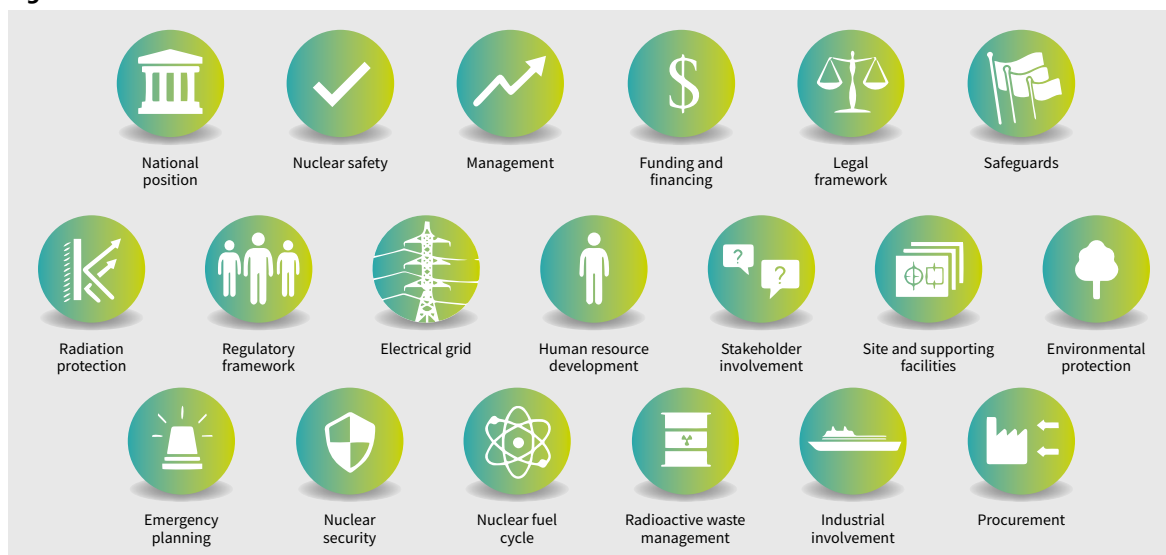 National
position
Nuclear safety
Management
Funding and
financing
Legal
framework
Safeguards
Radiation
protection
Regulatory
framework
Electrical grid
Human resource
development
Stakeholder
involvement
Site and supporting
facilities
Environmental
protection
Emergency
planning
Nuclear
security
Nuclear fuel
cycle
Radioactive waste
management
Industrial
involvement
Procurement